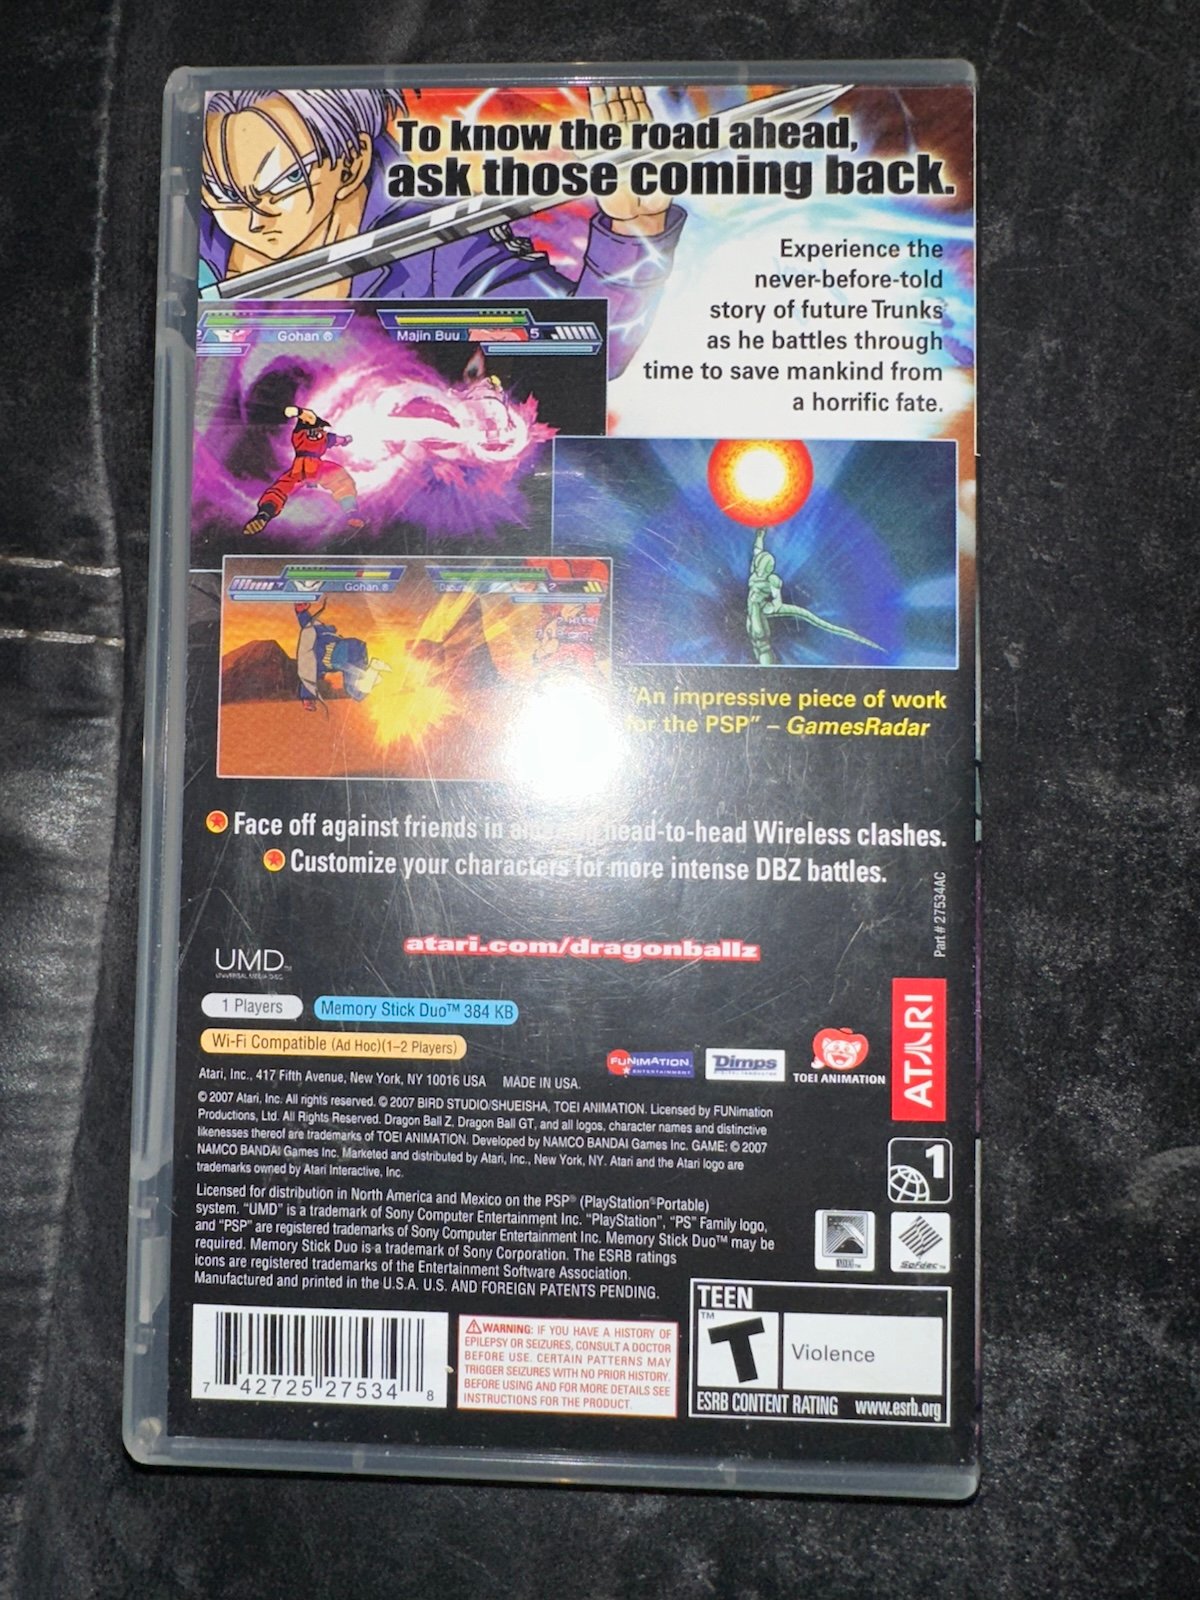 To know the road ahead,
ask those coming back.
Experience the
never-before-told
story of future Trunks
as he battles through
time to save mankind from
a horrific fate.
Gohan
Majin Buu
5
Gohan
2
"An impressive piece of work
for the PSP" – GamesRadar
Face off against friends in head-to-head Wireless clashes.
Customize your characters for more intense DBZ battles.
Part # 27534AC
atari.com/dragonballz
UMD™
UNIVERSAL MEDIA DISC
1 Players
Memory Stick Duo™ 384 KB
Wi-Fi Compatible (Ad Hoc)(1–2 Players)
FUNIMATION
ENTERTAINMENT
Dimps
TOEI ANIMATION
ATARI
Atari, Inc., 417 Fifth Avenue, New York, NY 10016 USA MADE IN USA.
© 2007 Atari, Inc. All rights reserved. © 2007 BIRD STUDIO/SHUEISHA, TOEI ANIMATION. Licensed by FUNimation
Productions, Ltd. All Rights Reserved. Dragon Ball Z, Dragon Ball GT, and all logos, character names and distinctive
likenesses thereof are trademarks of TOEI ANIMATION. Developed by NAMCO BANDAI Games Inc. GAME: © 2007
NAMCO BANDAI Games Inc. Marketed and distributed by Atari, Inc., New York, NY. Atari and the Atari logo are
trademarks owned by Atari Interactive, Inc.
1
Licensed for distribution in North America and Mexico on the PSP® (PlayStation®Portable)
system. "UMD" is a trademark of Sony Computer Entertainment Inc. "PlayStation", "PS" Family logo,
and "PSP" are registered trademarks of Sony Computer Entertainment Inc. Memory Stick Duo™ may be
required. Memory Stick Duo is a trademark of Sony Corporation. The ESRB ratings
icons are registered trademarks of the Entertainment Software Association.
Manufactured and printed in the U.S.A. U.S. AND FOREIGN PATENTS PENDING.
Sofdec™
7 42725 27534 8
WARNING: IF YOU HAVE A HISTORY OF
EPILEPSY OR SEIZURES, CONSULT A DOCTOR
BEFORE USE. CERTAIN PATTERNS MAY
TRIGGER SEIZURES WITH NO PRIOR HISTORY.
BEFORE USING AND FOR MORE DETAILS SEE
INSTRUCTIONS FOR THE PRODUCT.
TEEN
T™
Violence
ESRB CONTENT RATING www.esrb.org